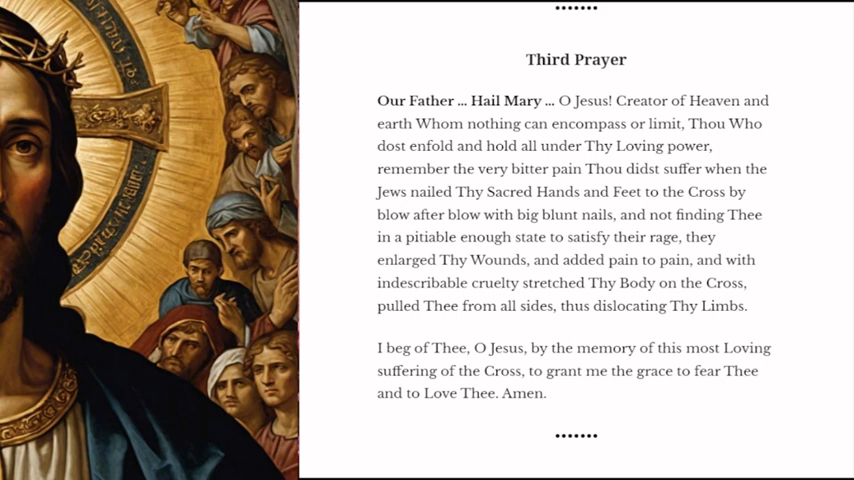 Third Prayer
Our Father ... Hail Mary ... O Jesus! Creator of Heaven and
earth Whom nothing can encompass or limit, Thou Who
dost enfold and hold all under Thy Loving power,
remember the very bitter pain Thou didst suffer when the
Jews nailed Thy Sacred Hands and Feet to the Cross by
blow after blow with big blunt nails, and not finding Thee
in a pitiable enough state to satisfy their rage, they
enlarged Thy Wounds, and added pain to pain, and with
indescribable cruelty stretched Thy Body on the Cross,
pulled Thee from all sides, thus dislocating Thy Limbs.
I beg of Thee, O Jesus, by the memory of this most Loving
suffering of the Cross, to grant me the grace to fear Thee
and to Love Thee. Amen.